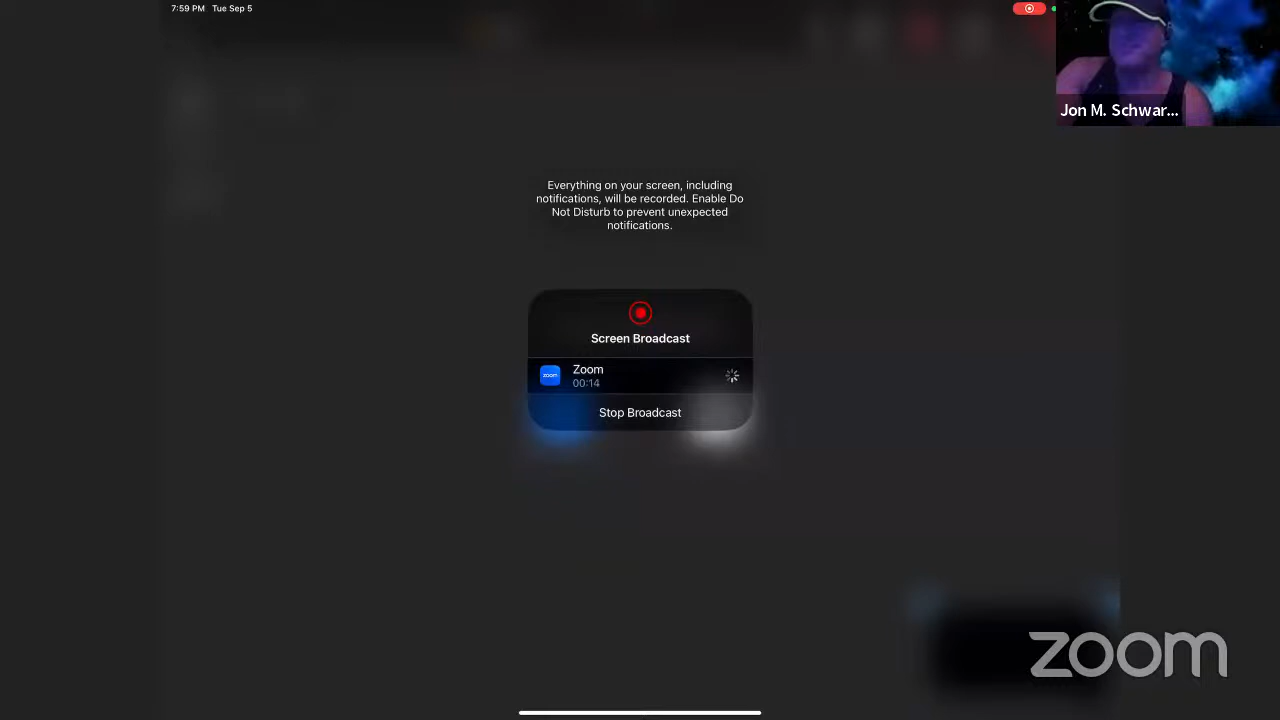 7:59 PM Tue Sep 5
Jon M. Schwar...
Everything on your screen, including
notifications, will be recorded. Enable Do
Not Disturb to prevent unexpected
notifications.
Screen Broadcast
zoom
Zoom
00:14
Stop Broadcast
zoom